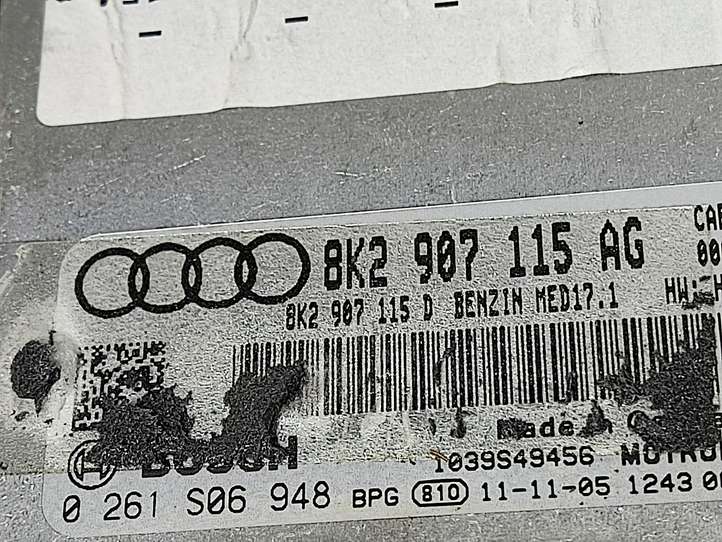 8K2 907 115 AG
8K2 907 115 D BENZIN MED17.1 HW:H
Made
BOSCH 1039S49456
0 261 S06 948 BPG 810 11-11-05 1243